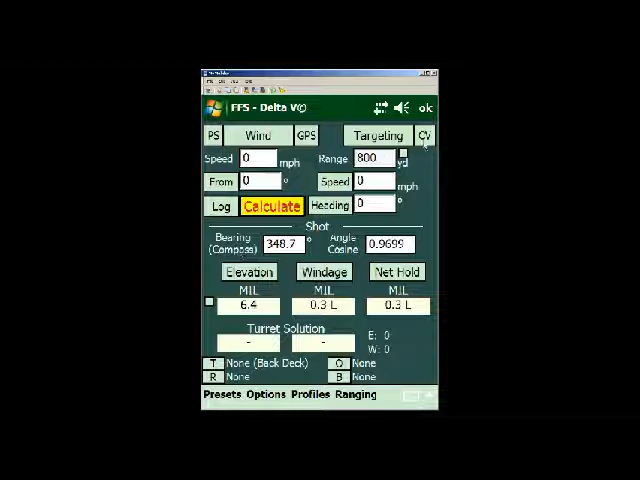 FFS - Delta V© ok
PS Wind GPS Targeting CV
Speed 0 mph Range 800 yd
From 0 ° Speed 0 mph
Log Calculate Heading 0 °
Shot
Bearing (Compass) 348.7 ° Angle Cosine 0.9699
Elevation Windage Net Hold
MIL MIL MIL
6.4 0.3 L 0.3 L
Turret Solution
- - E: 0
W: 0
T None (Back Deck) O None
R None B None
Presets Options Profiles Ranging